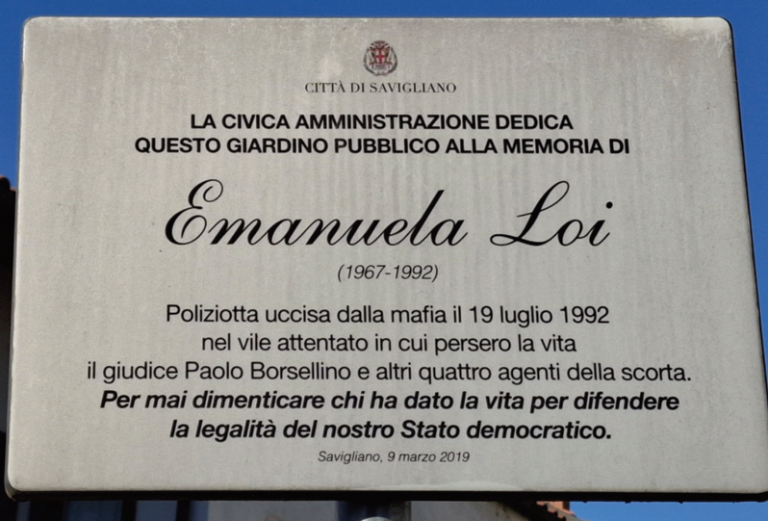 CITTÀ DI SAVIGLIANO
LA CIVICA AMMINISTRAZIONE DEDICA
QUESTO GIARDINO PUBBLICO ALLA MEMORIA DI
Emanuela Loi
(1967-1992)
Poliziotta uccisa dalla mafia il 19 luglio 1992
nel vile attentato in cui persero la vita
il giudice Paolo Borsellino e altri quattro agenti della scorta.
Per mai dimenticare chi ha dato la vita per difendere
la legalità del nostro Stato democratico.
Savigliano, 9 marzo 2019